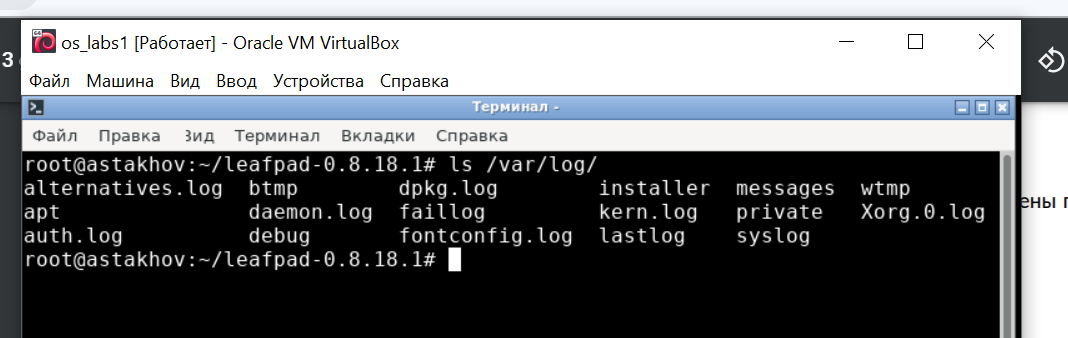 os_labs1 [Работает] - Oracle VM VirtualBox
3
Файл Машина Вид Ввод Устройства Справка
Терминал -
Файл Правка Зид Терминал Вкладки Справка
root@astakhov:~/leafpad-0.8.18.1# ls /var/log/
alternatives.log btmp dpkg.log installer messages wtmp
apt daemon.log faillog kern.log private Xorg.0.log
ены
auth.log debug fontconfig.log lastlog syslog
root@astakhov:~/leafpad-0.8.18.1#